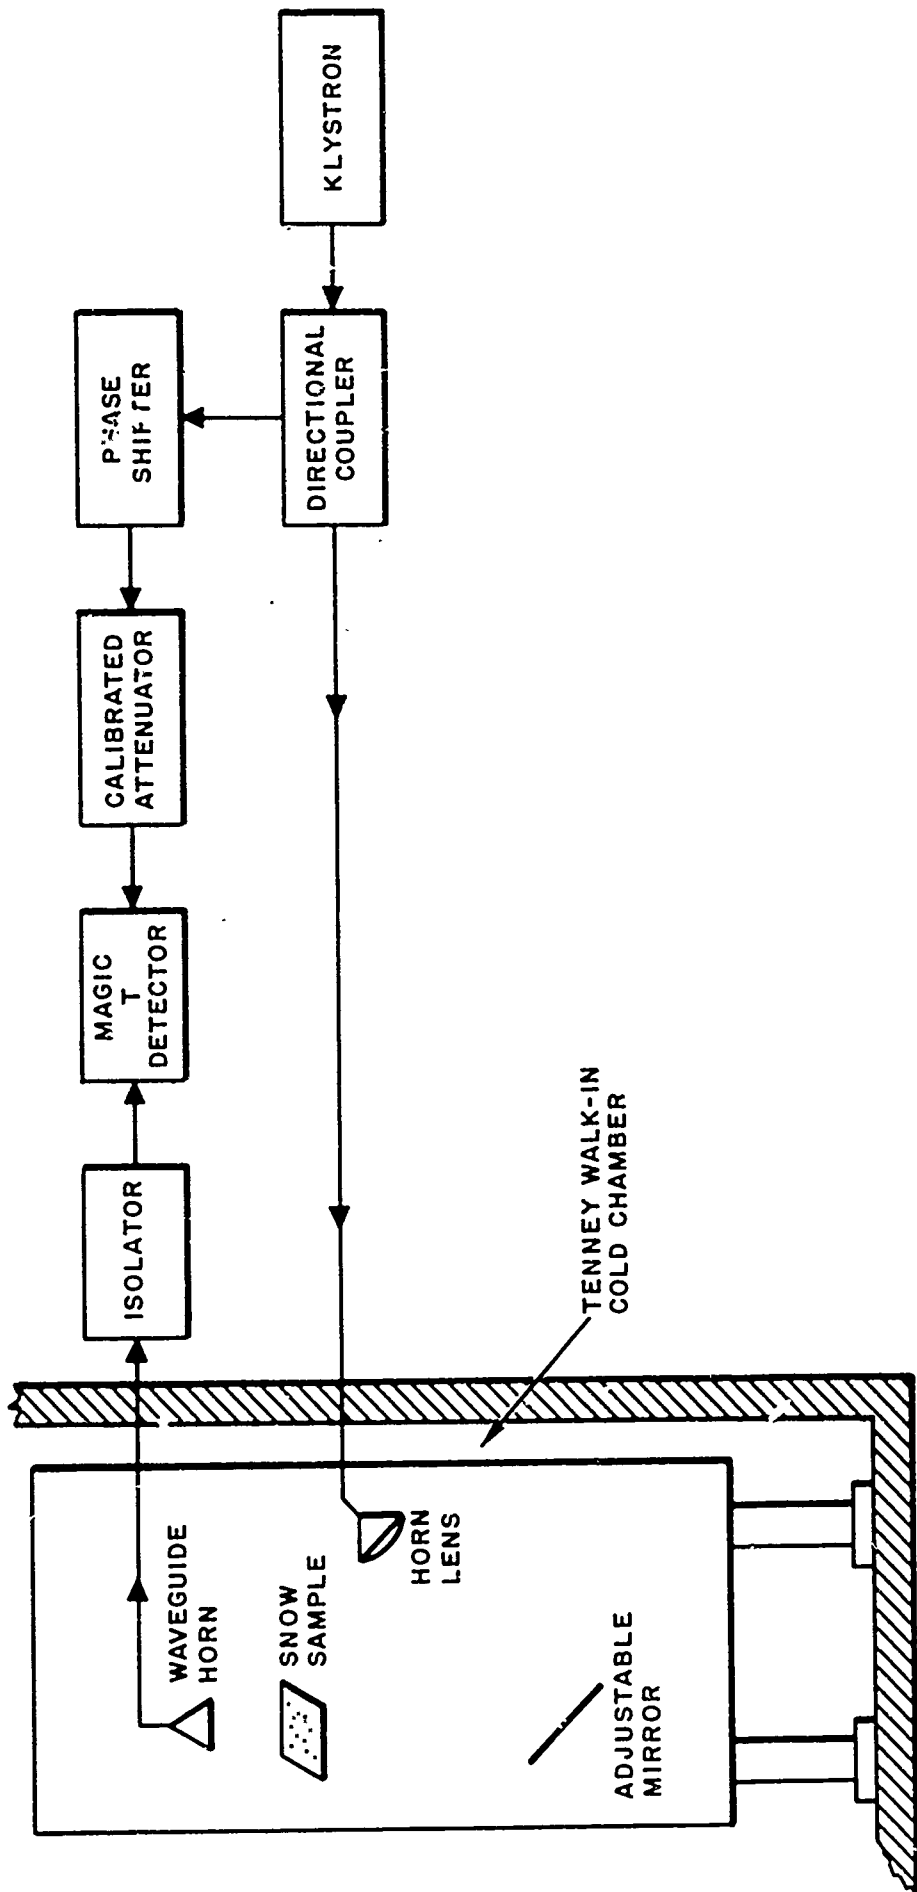 KLYSTRON
DIRECTIONAL
COUPLER
PHASE
SHIFTER
CALIBRATED
ATTENUATOR
MAGIC
T
DETECTOR
ISOLATOR
WAVEGUIDE
HORN
SNOW
SAMPLE
HORN
LENS
ADJUSTABLE
MIRROR
TENNEY WALK-IN
COLD CHAMBER